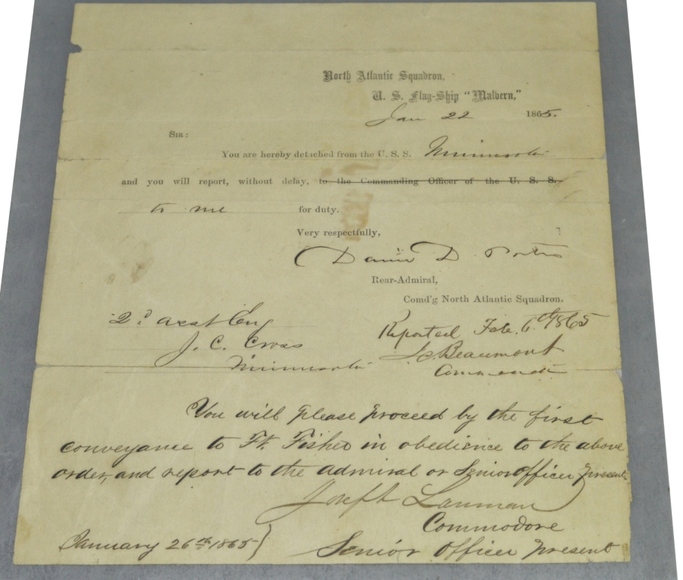 North Atlantic Squadron,
U. S. Flag-Ship "Malvern,"
Jan 22 1865.
SIR:
You are hereby detached from the U. S. S. Minnesota
and you will report, without delay, to the Commanding Officer of the U. S. S.
to me for duty.
Very respectfully,
David D. Porter
Rear-Admiral,
Com'd'g North Atlantic Squadron.
2d Asst Eng
J. C. Cross
Minnesota
Reported Feb. 6th 1865
Beaumont
You will please proceed by the first
conveyance to Ft. Fisher in obedience to the above
order, and report to the admiral or Senior officer present
Joseph Lanman
Commodore
January 26th 1865
Senior Officer Present